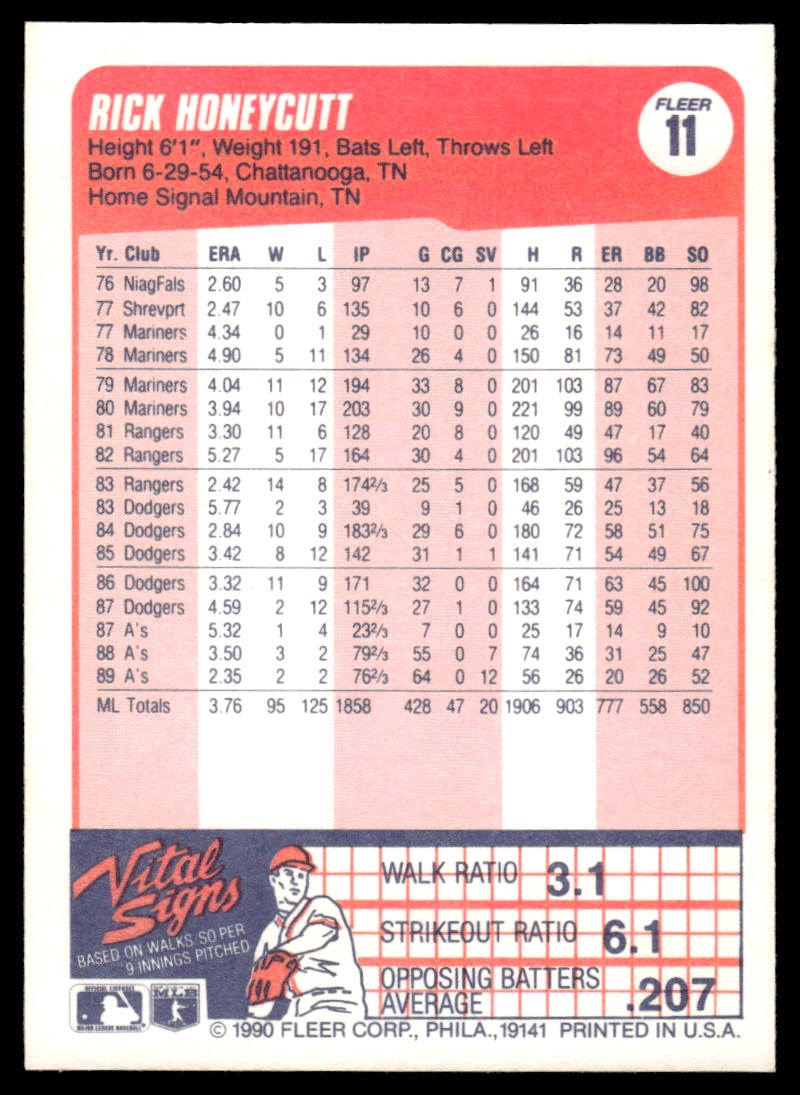 RICK HONEYCUTT
FLEER
11
Height 6'1", Weight 191, Bats Left, Throws Left
Born 6-29-54, Chattanooga, TN
Home Signal Mountain, TN
Yr. Club ERA W L IP G CG SV H R ER BB SO
76 NiagFals 2.60 5 3 97 13 7 1 91 36 28 20 98
77 Shrevprt 2.47 10 6 135 10 6 0 144 53 37 42 82
77 Mariners 4.34 0 1 29 10 0 0 26 16 14 11 17
78 Mariners 4.90 5 11 134 26 4 0 150 81 73 49 50
79 Mariners 4.04 11 12 194 33 8 0 201 103 87 67 83
80 Mariners 3.94 10 17 203 30 9 0 221 99 89 60 79
81 Rangers 3.30 11 6 128 20 8 0 120 49 47 17 40
82 Rangers 5.27 5 17 164 30 4 0 201 103 96 54 64
83 Rangers 2.42 14 8 1742/3 25 5 0 168 59 47 37 56
83 Dodgers 5.77 2 3 39 9 1 0 46 26 25 13 18
84 Dodgers 2.84 10 9 1832/3 29 6 0 180 72 58 51 75
85 Dodgers 3.42 8 12 142 31 1 1 141 71 54 49 67
86 Dodgers 3.32 11 9 171 32 0 0 164 71 63 45 100
87 Dodgers 4.59 2 12 1152/3 27 1 0 133 74 59 45 92
87 A's 5.32 1 4 232/3 7 0 0 25 17 14 9 10
88 A's 3.50 3 2 792/3 55 0 7 74 36 31 25 47
89 A's 2.35 2 2 762/3 64 0 12 56 26 20 26 52
ML Totals 3.76 95 125 1858 428 47 20 1906 903 777 558 850
Vital
Signs
BASED ON WALKS/SO PER
9 INNINGS PITCHED
WALK RATIO 3.1
STRIKEOUT RATIO 6.1
OPPOSING BATTERS
AVERAGE .207
OFFICIAL LICENSEE
MAJOR LEAGUE BASEBALL
MLB
© 1990 FLEER CORP., PHILA., 19141 PRINTED IN U.S.A.